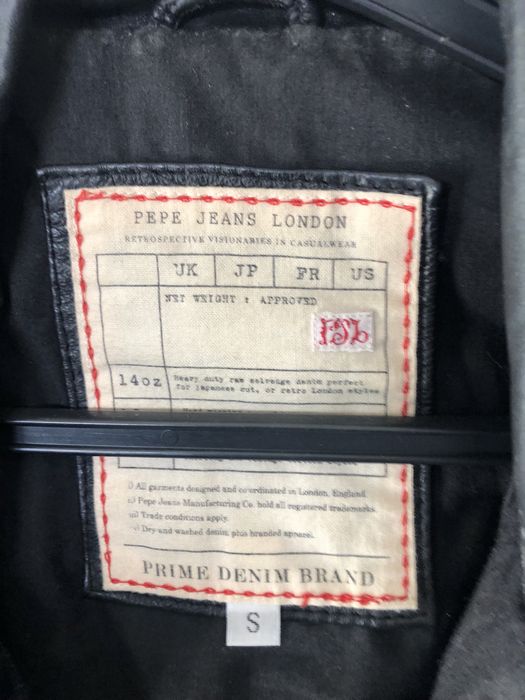 PEPE JEANS LONDON
RETROSPECTIVE VISIONARIES IN CASUALWEAR
UK JP FR US
NET WEIGHT : APPROVED
PJL
14oz Heavy duty raw selvedge denim perfect
for Japanese cut, or retro London styles
i) All garments designed and co-ordinated in London, England
ii) Pepe Jeans Manufacturing Co. hold all registered trademarks.
iii) Trade conditions apply.
Dry and washed denim plus branded apparel.
PRIME DENIM BRAND
S